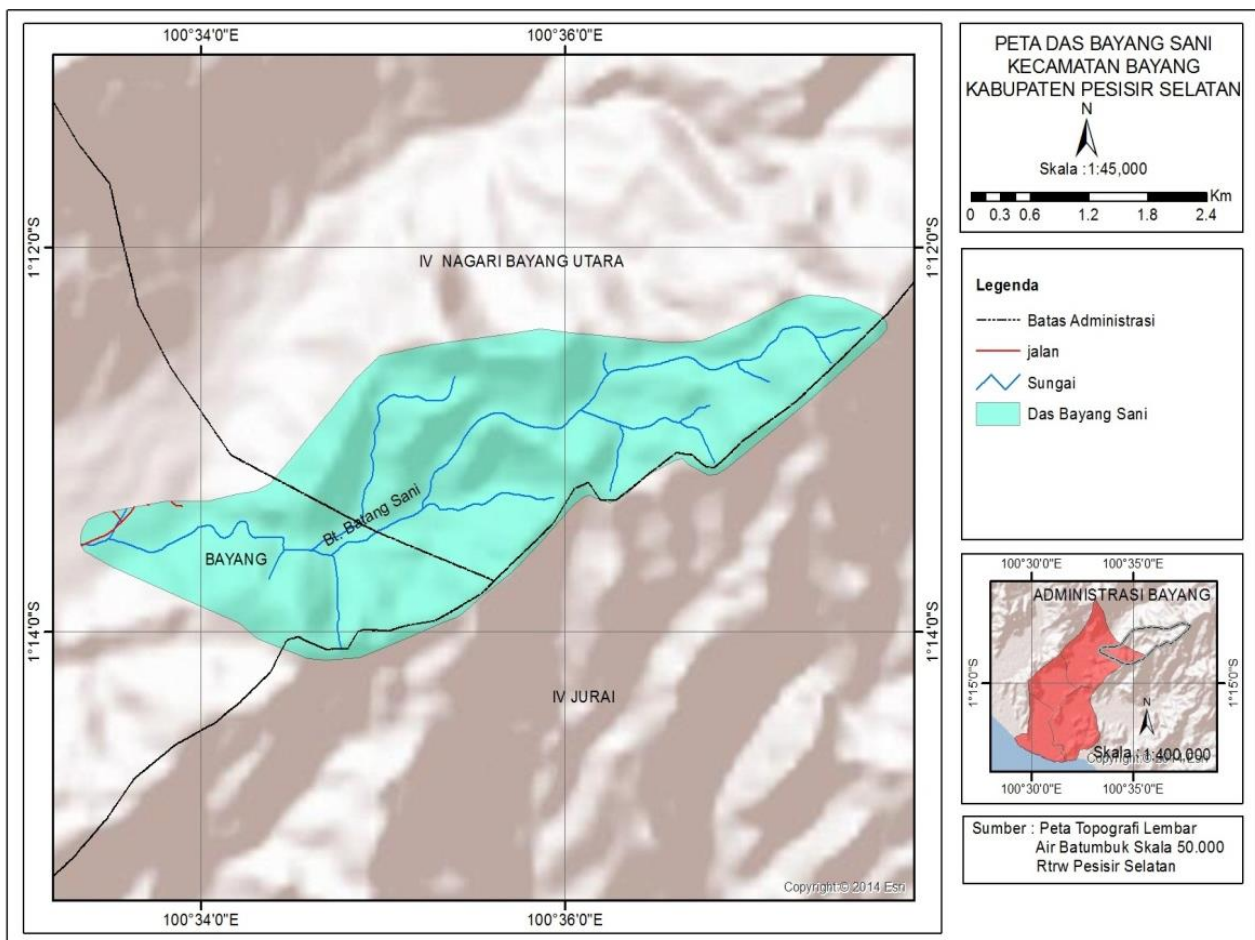 100°34'0"E
100°36'0"E
1°12'0"S
1°12'0"S
IV NAGARI BAYANG UTARA
Bt. Batang Sani
BAYANG
1°14'0"S
1°14'0"S
IV JURAI
Copyright:© 2014 Esri
100°34'0"E
100°36'0"E
PETA DAS BAYANG SANI
KECAMATAN BAYANG
KABUPATEN PESISIR SELATAN
N
Skala :1:45,000
Km
0 0.3 0.6 1.2 1.8 2.4
Legenda
Batas Administrasi
jalan
Sungai
Das Bayang Sani
100°30'0"E
100°35'0"E
ADMINISTRASI BAYANG
1°15'0"S
1°15'0"S
N
Skala : 1:400,000
Copyright:© 2014 Esri
100°30'0"E
100°35'0"E
Sumber : Peta Topografi Lembar
Air Batumbuk Skala 50.000
Rtrw Pesisir Selatan